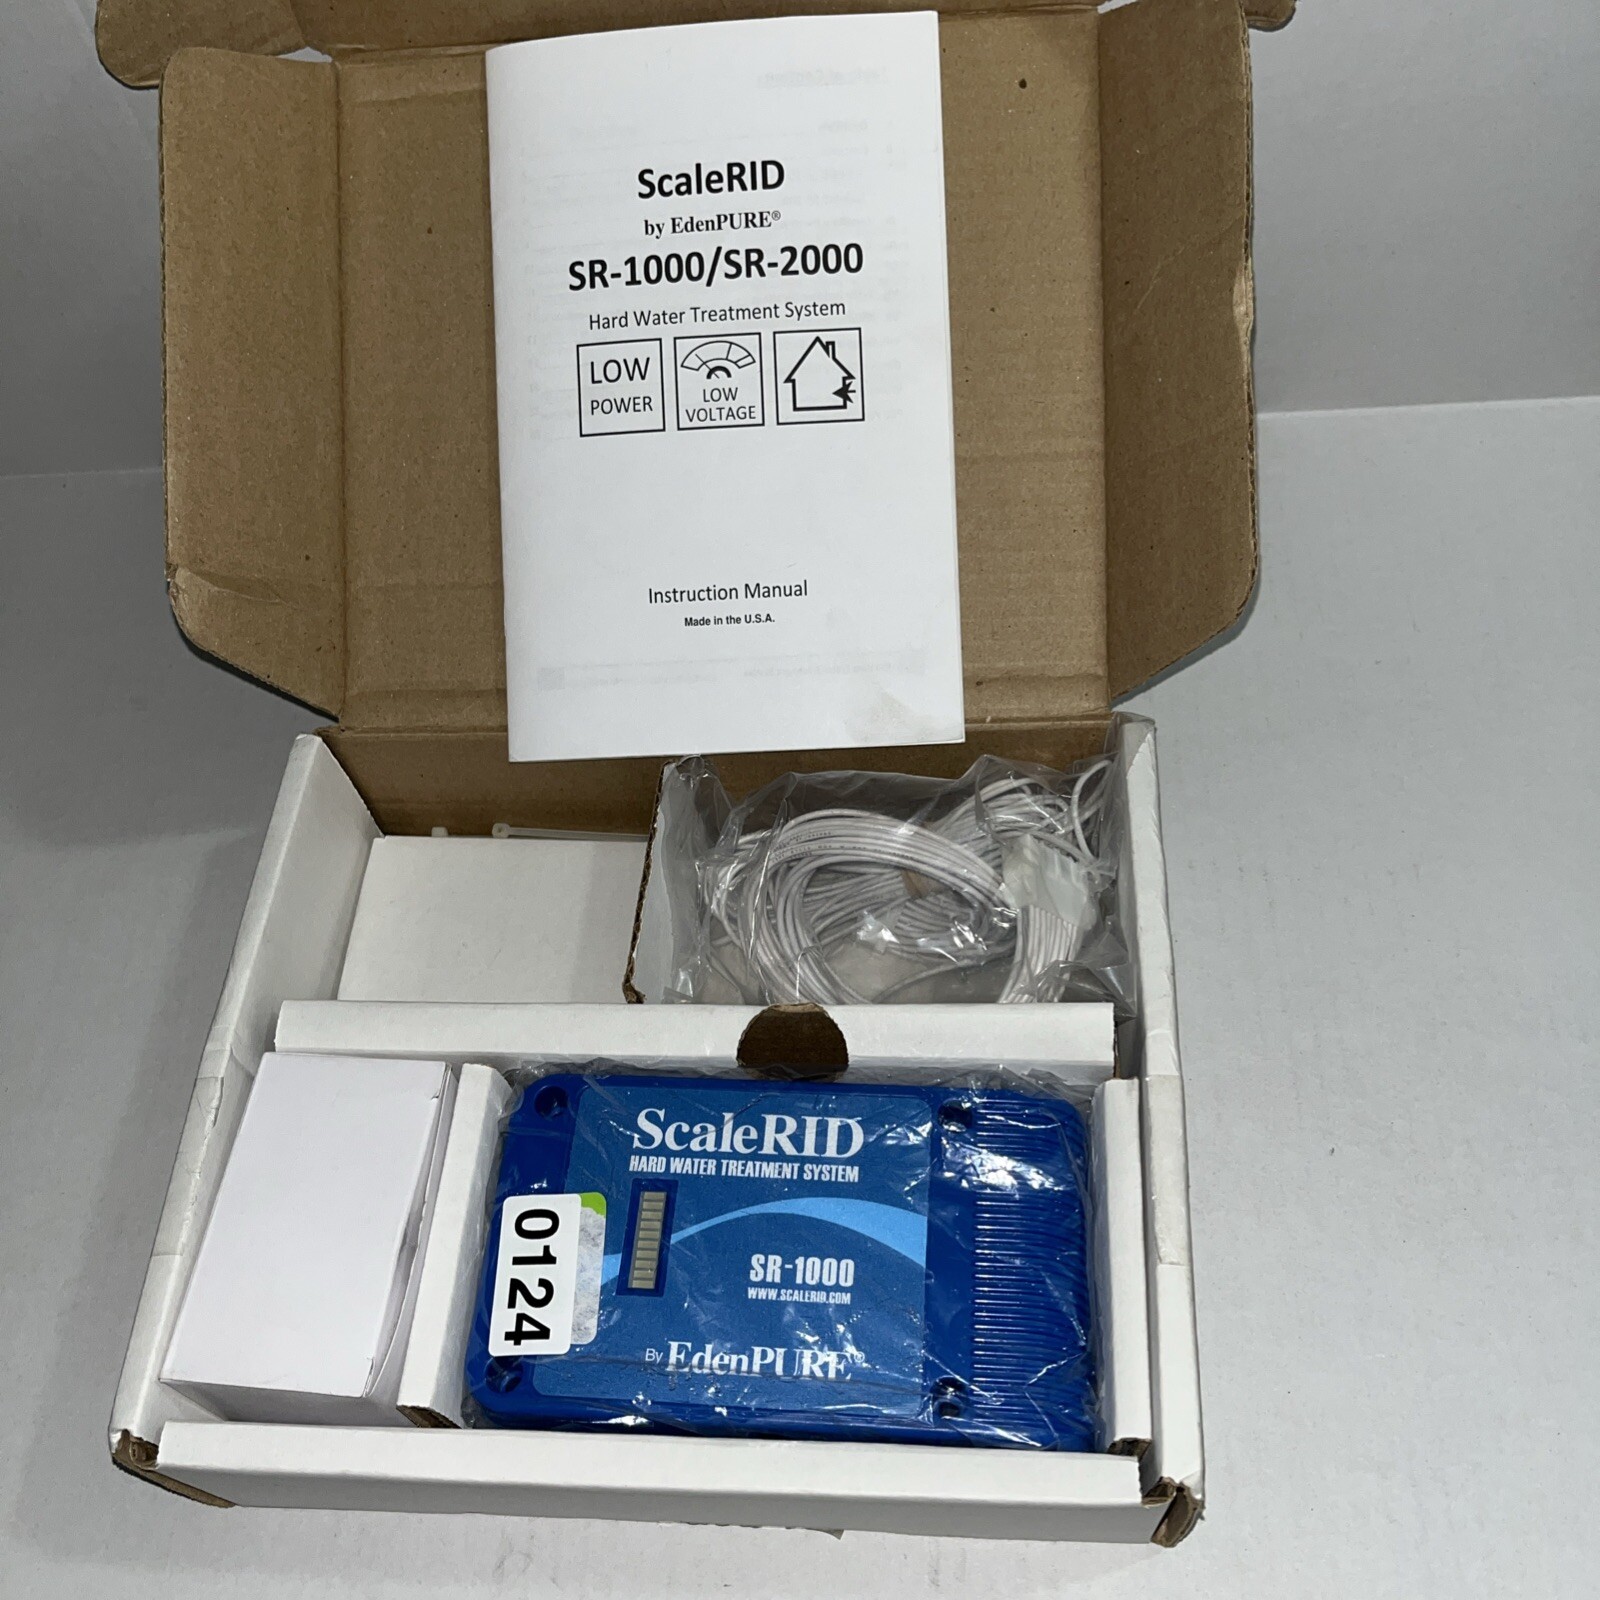 ScaleRID
by EdenPURE®
SR-1000/SR-2000
Hard Water Treatment System
LOW
POWER
LOW
VOLTAGE
Instruction Manual
Made in the U.S.A.
ScaleRID
HARD WATER TREATMENT SYSTEM
SR-1000
WWW.SCALERID.COM
By EdenPURE®
0124